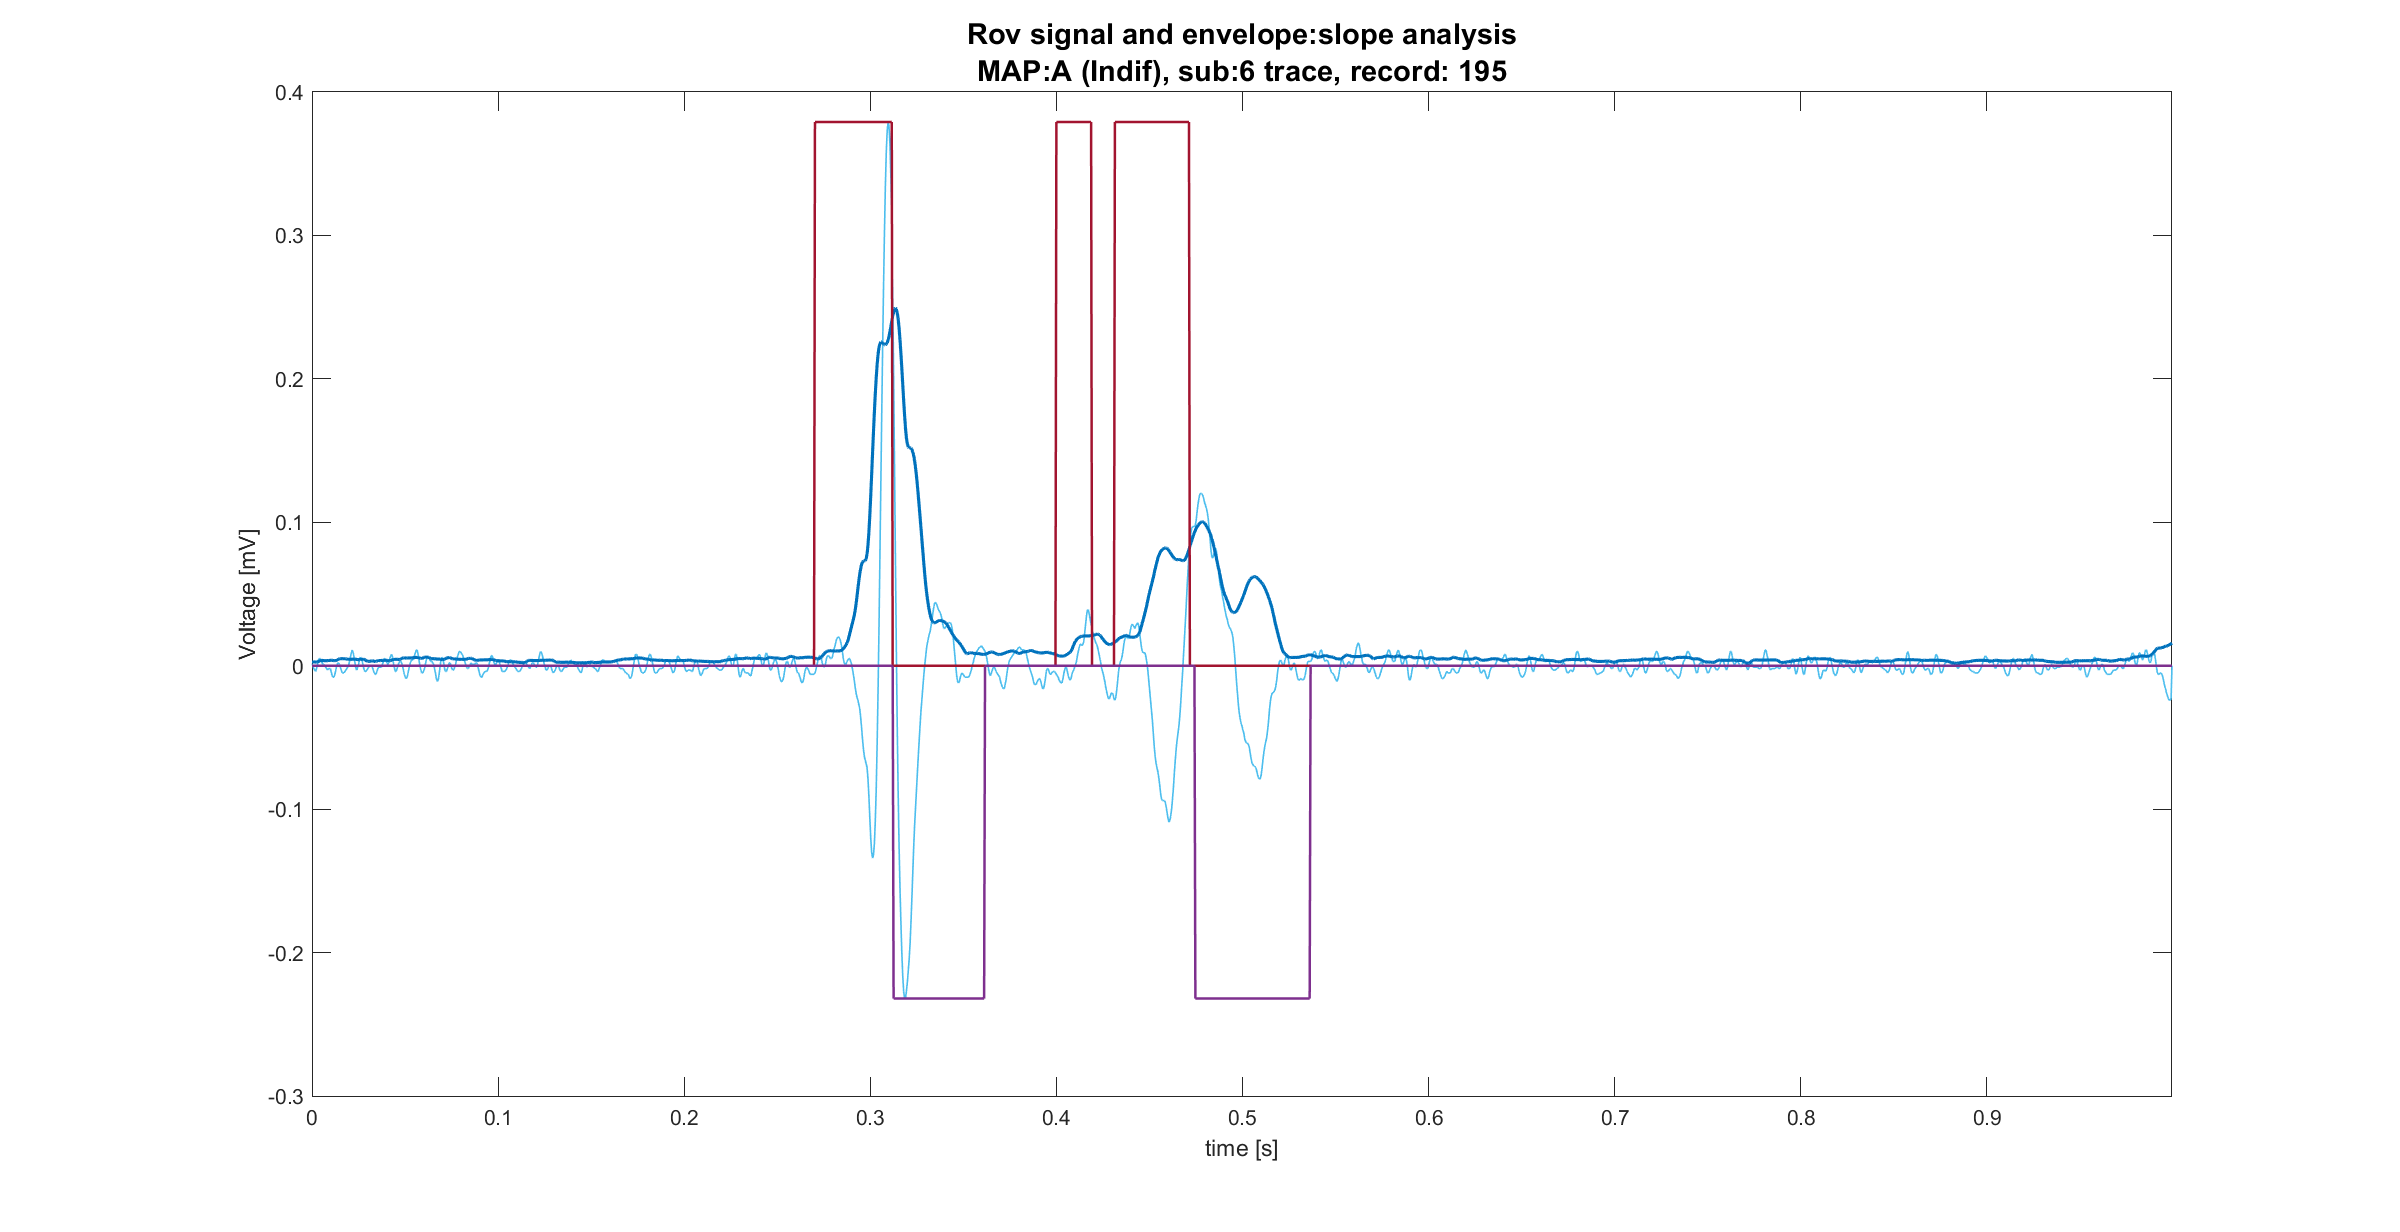 Rov signal and envelope:slope analysis
MAP:A (Indif), sub:6 trace, record: 195
0.4
0.3
0.2
0.1
0
-0.1
-0.2
-0.3
Voltage [mV]
0 0.1 0.2 0.3 0.4 0.5 0.6 0.7 0.8 0.9
time [s]